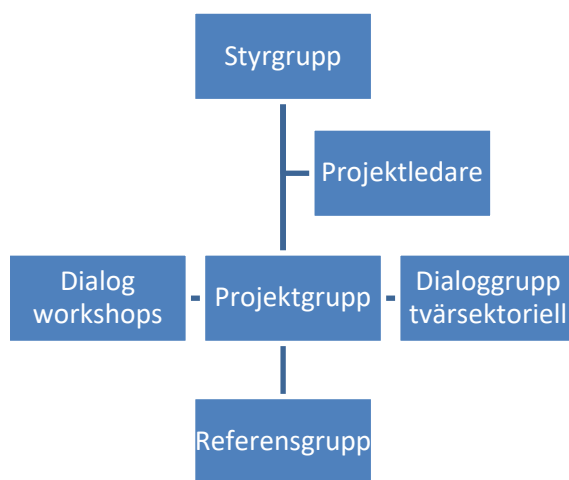 Styrgrupp
Projektledare
Dialog
workshops
Projektgrupp
Dialoggrupp
tvärsektoriell
Referensgrupp